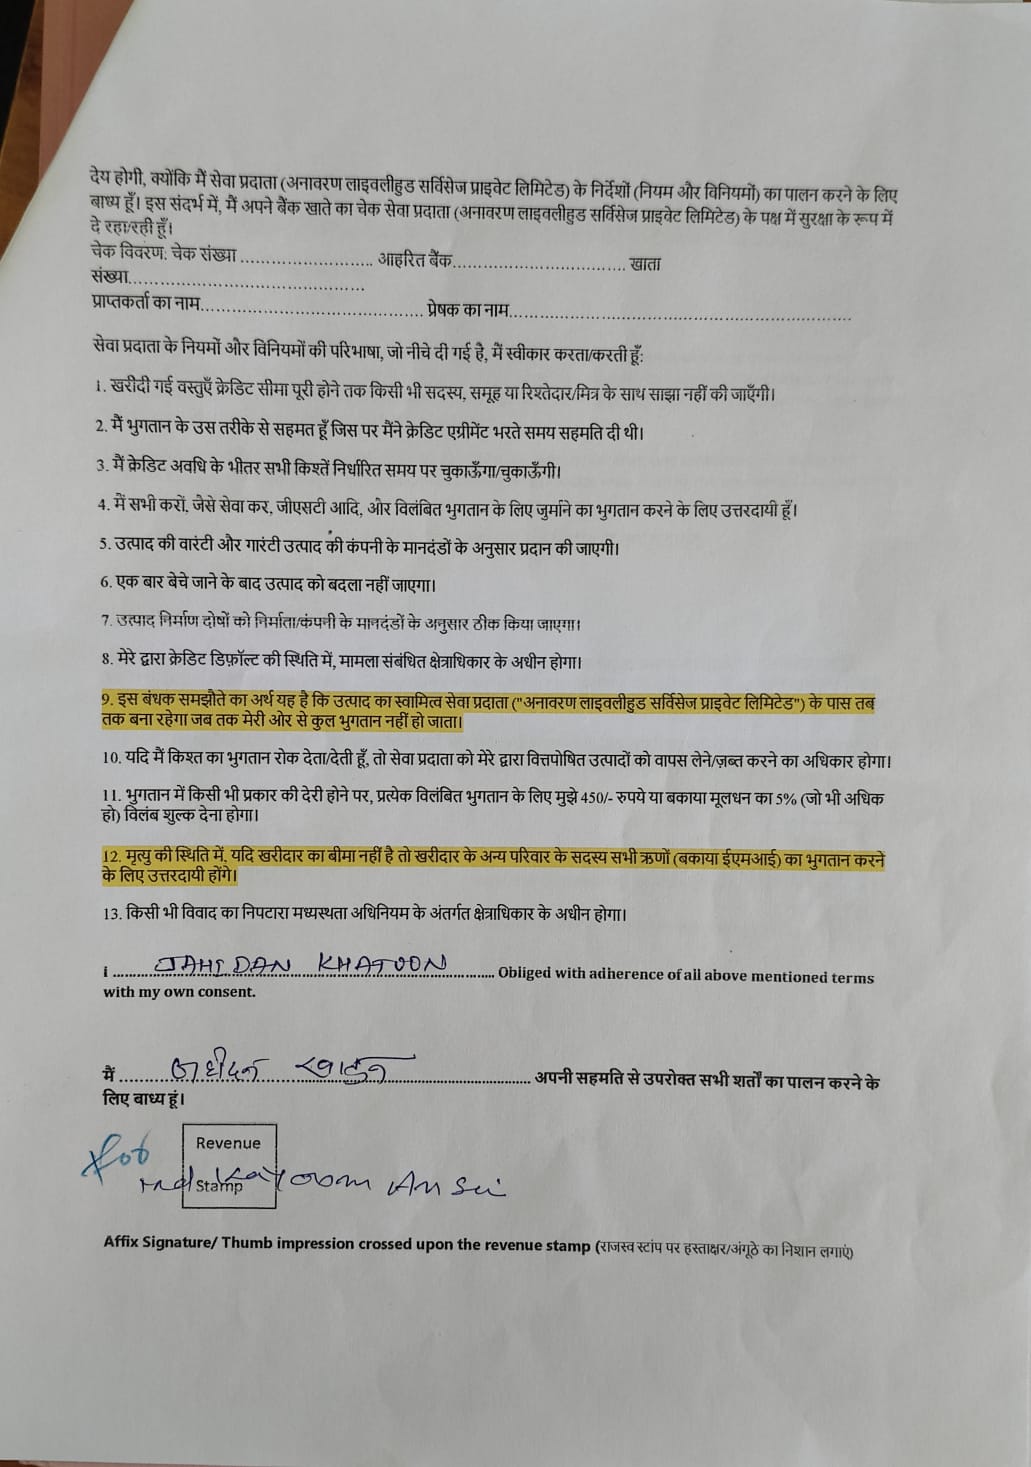 देय होगी, क्योंकि मैं सेवा प्रदाता (अनावरण लाइवलीहुड सर्विसेज प्राइवेट लिमिटेड) के निर्देशों (नियम और विनियमों) का पालन करने के लिए
बाध्य हूँ। इस संदर्भ में, मैं अपने बैंक खाते का चेक सेवा प्रदाता (अनावरण लाइवलीहुड सर्विसेज प्राइवेट लिमिटेड) के पक्ष में सुरक्षा के रूप में
दे रहा/रही हूँ।
चेक विवरण: चेक संख्या ......................... आहरित बैंक................................. खाता
संख्या.............................................
प्राप्तकर्ता का नाम.......................................... प्रेषक का नाम.................................................................
सेवा प्रदाता के नियमों और विनियमों की परिभाषा, जो नीचे दी गई है, मैं स्वीकार करता/करती हूँ:
1. खरीदी गई वस्तुएँ क्रेडिट सीमा पूरी होने तक किसी भी सदस्य, समूह या रिश्तेदार/मित्र के साथ साझा नहीं की जाएँगी।
2. मैं भुगतान के उस तरीके से सहमत हूँ जिस पर मैंने क्रेडिट एग्रीमेंट भरते समय सहमति दी थी।
3. मैं क्रेडिट अवधि के भीतर सभी किश्तें निर्धारित समय पर चुकाऊँगा/चुकाऊँगी।
4. मैं सभी करों, जैसे सेवा कर, जीएसटी आदि, और विलंबित भुगतान के लिए जुर्माने का भुगतान करने के लिए उत्तरदायी हूँ।
5. उत्पाद की वारंटी और गारंटी उत्पाद की कंपनी के मानदंडों के अनुसार प्रदान की जाएगी।
6. एक बार बेचे जाने के बाद उत्पाद को बदला नहीं जाएगा।
7. उत्पाद निर्माण दोषों को निर्माता/कंपनी के मानदंडों के अनुसार ठीक किया जाएगा।
8. मेरे द्वारा क्रेडिट डिफ़ॉल्ट की स्थिति में, मामला संबंधित क्षेत्राधिकार के अधीन होगा।
9. इस बंधक समझौते का अर्थ यह है कि उत्पाद का स्वामित्व सेवा प्रदाता ("अनावरण लाइवलीहुड सर्विसेज प्राइवेट लिमिटेड") के पास तब
तक बना रहेगा जब तक मेरी ओर से कुल भुगतान नहीं हो जाता।
10. यदि मैं किश्त का भुगतान रोक देता/देती हूँ, तो सेवा प्रदाता को मेरे द्वारा वित्तपोषित उत्पादों को वापस लेने/ज़ब्त करने का अधिकार होगा।
11. भुगतान में किसी भी प्रकार की देरी होने पर, प्रत्येक विलंबित भुगतान के लिए मुझे 450/- रुपये या बकाया मूलधन का 5% (जो भी अधिक
हो) विलंब शुल्क देना होगा।
12. मृत्यु की स्थिति में, यदि खरीदार का बीमा नहीं है तो खरीदार के अन्य परिवार के सदस्य सभी ऋणों (बकाया ईएमआई) का भुगतान करने
के लिए उत्तरदायी होंगे।
13. किसी भी विवाद का निपटारा मध्यस्थता अधिनियम के अंतर्गत क्षेत्राधिकार के अधीन होगा।
i ........ JAHIDAN KHATOON ............ Obliged with adherence of all above mentioned terms
with my own consent.
मैं ......... जहीदन खातुन ......................... अपनी सहमति से उपरोक्त सभी शर्तों का पालन करने के
लिए बाध्य हूं।
Revenue
Stamp
md Kayoom Ansari
Affix Signature/ Thumb impression crossed upon the revenue stamp (राजस्व स्टांप पर हस्ताक्षर/अंगूठे का निशान लगाएं)